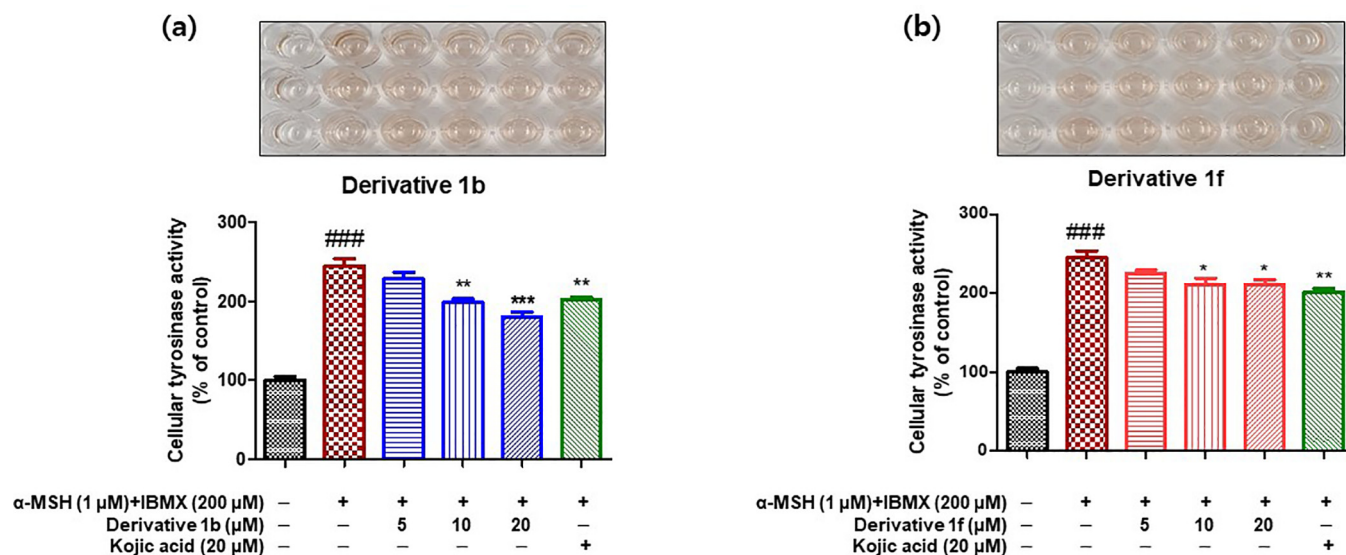 (a)
Derivative 1b
Cellular tyrosinase activity
(% of control)
300
200
100
0
###
**
***
**
α-MSH (1 µM)+IBMX (200 µM) – + + + + +
Derivative 1b (µM) – – 5 10 20 –
Kojic acid (20 µM) – – – – – +
(b)
Derivative 1f
Cellular tyrosinase activity
(% of control)
300
200
100
0
###
*
*
**
α-MSH (1 µM)+IBMX (200 µM) – + + + + +
Derivative 1f (µM) – – 5 10 20 –
Kojic acid (20 µM) – – – – – +